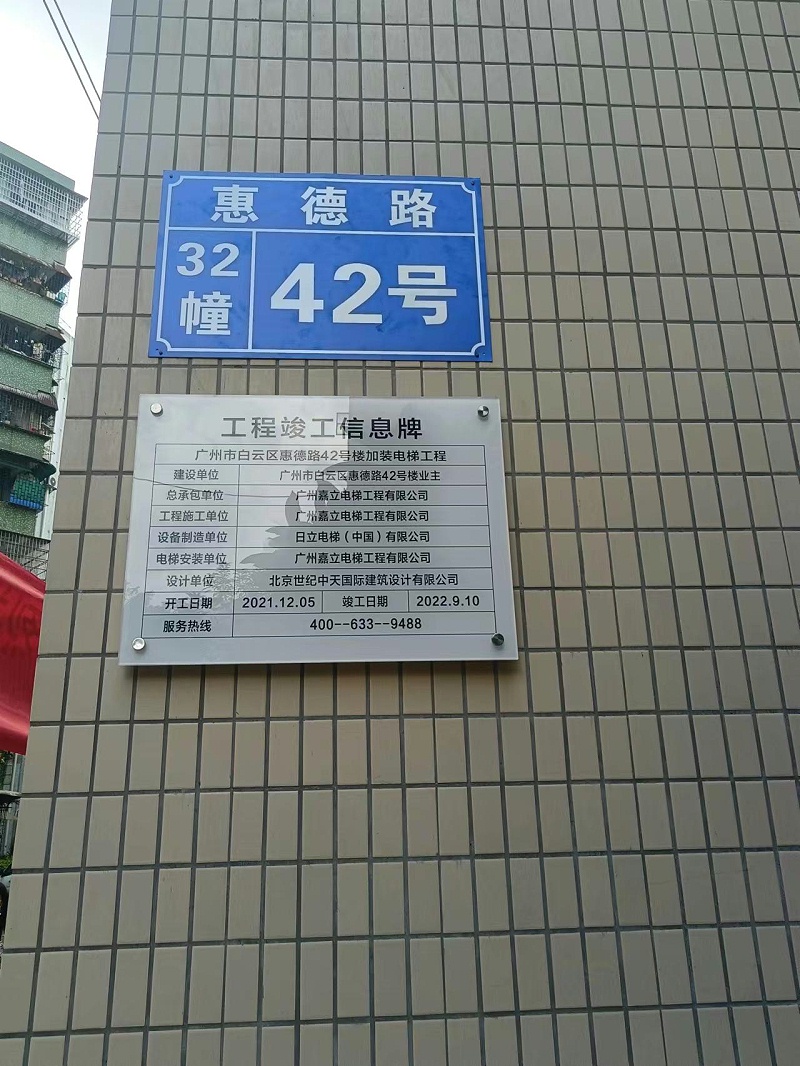 惠德路
32幢
42号
工程竣工信息牌
广州市白云区惠德路42号楼加装电梯工程
建设单位 广州市白云区惠德路42号楼业主
总承包单位 广州嘉立电梯工程有限公司
工程施工单位 广州嘉立电梯工程有限公司
设备制造单位 日立电梯（中国）有限公司
电梯安装单位 广州嘉立电梯工程有限公司
设计单位 北京世纪中天国际建筑设计有限公司
开工日期 2021.12.05 竣工日期 2022.9.10
服务热线 400--633--9488